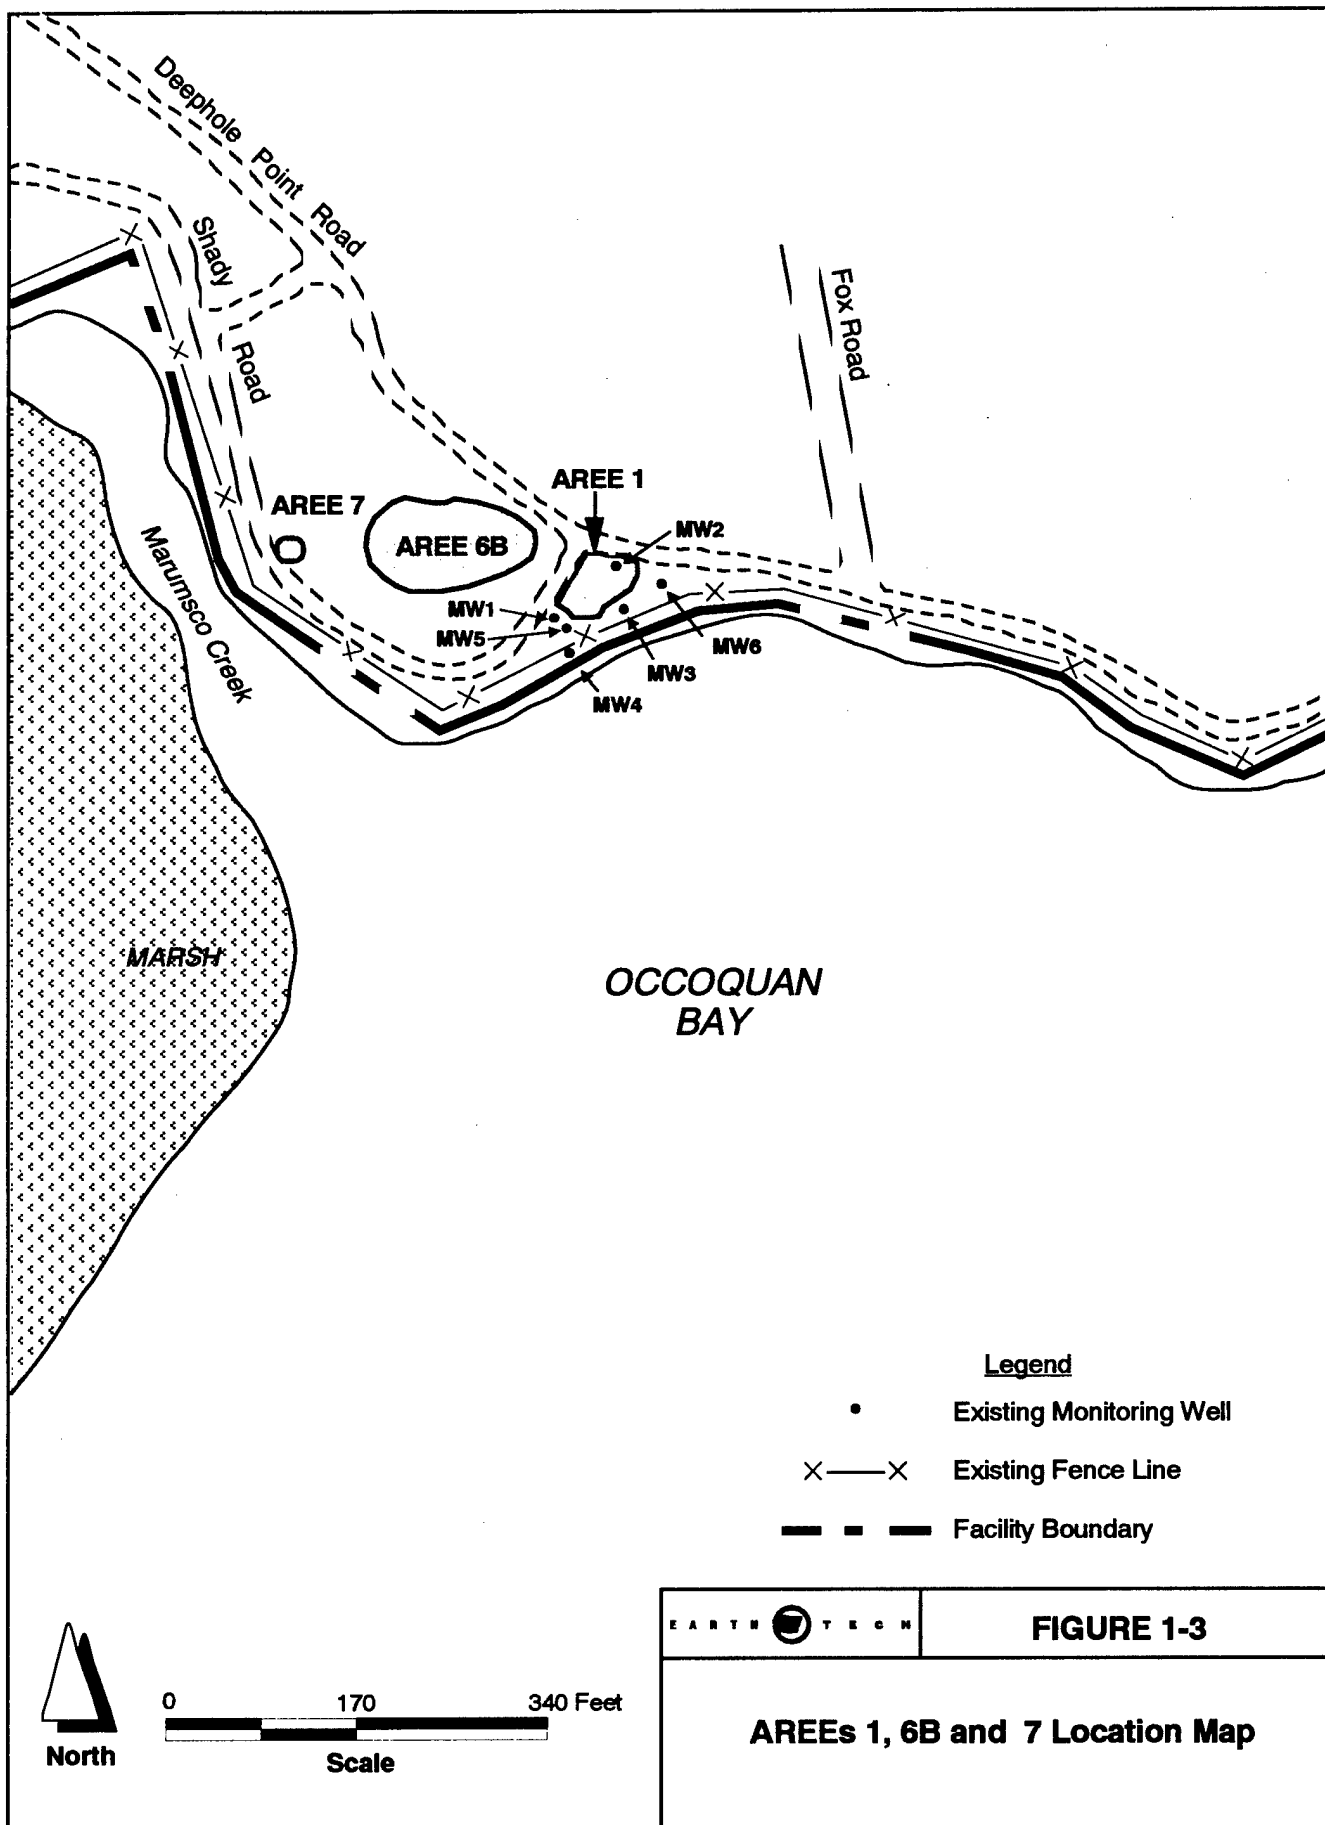 Deephole Point Road
Shady
Road
Fox Road
AREE 1
AREE 7
MW2
AREE 6B
MW1
MW5
MW6
MW3
MW4
Marumsco Creek
MARSH
OCCOQUAN
BAY
Legend
Existing Monitoring Well
Existing Fence Line
Facility Boundary
EARTH TECH
FIGURE 1-3
0 170 340 Feet
North
Scale
AREEs 1, 6B and 7 Location Map